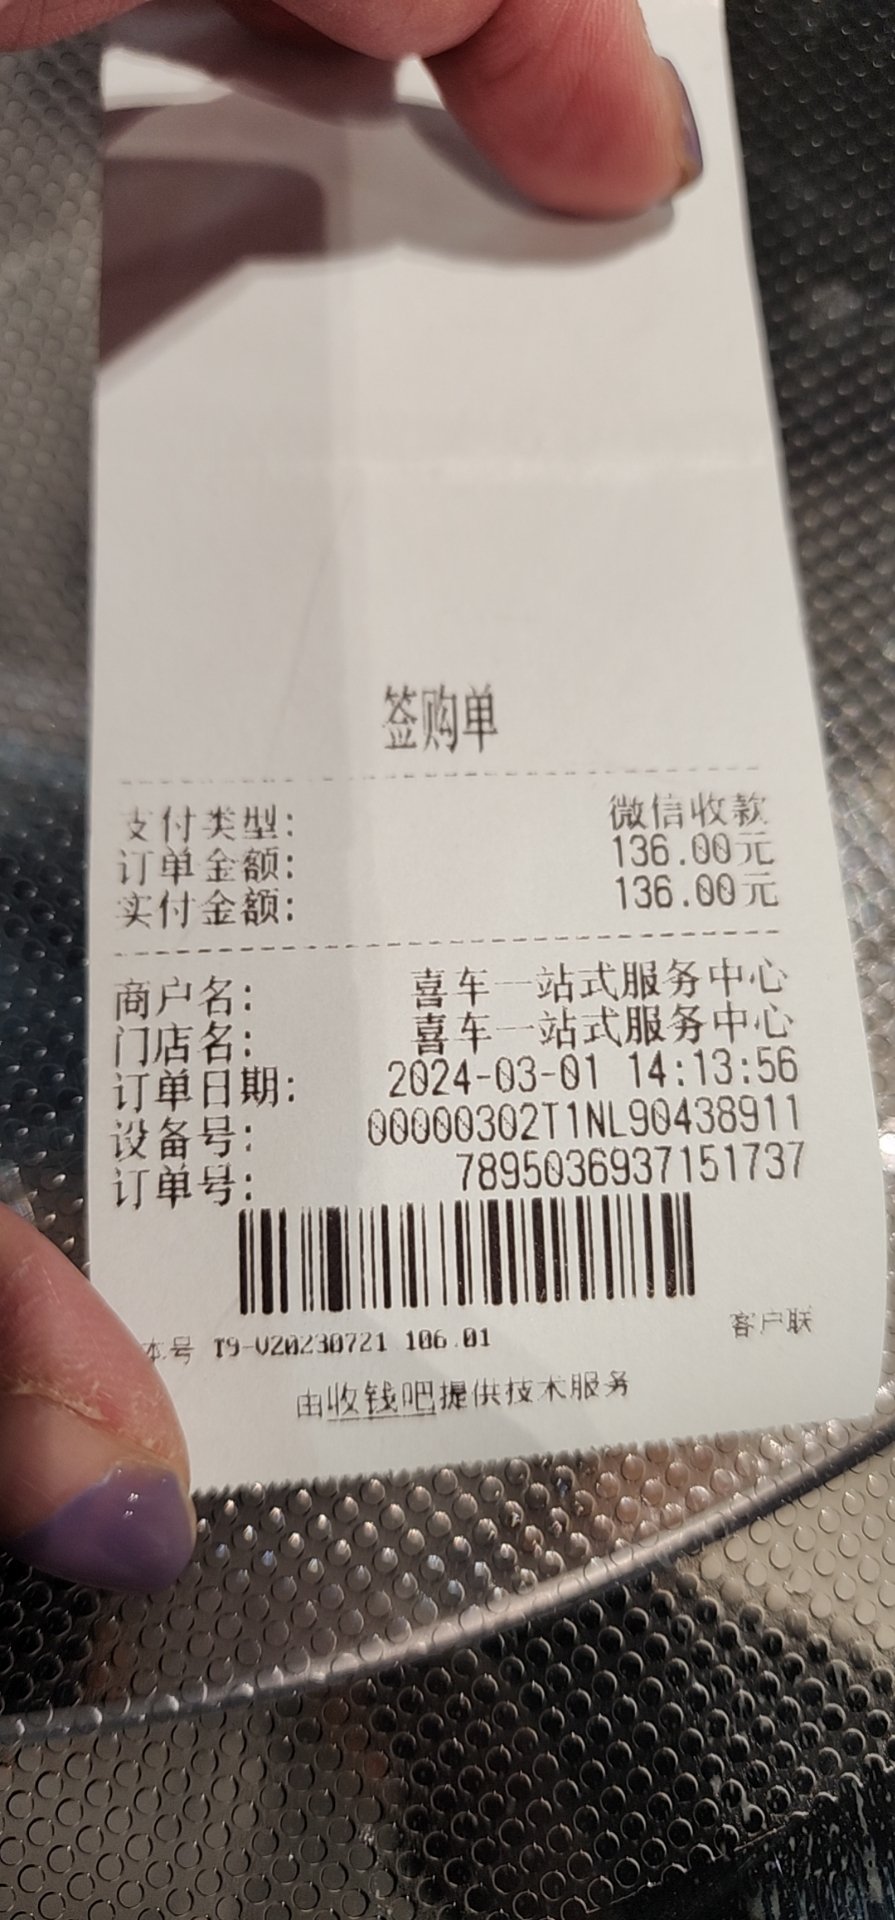 签购单
支付类型: 微信收款
订单金额: 136.00元
实付金额: 136.00元
商户名: 喜车一站式服务中心
门店名: 喜车一站式服务中心
订单日期: 2024-03-01 14:13:56
设备号: 00000302T1NL90438911
订单号: 7895036937151737
本号 T9-V20230721 106.01 客户联
由收钱吧提供技术服务